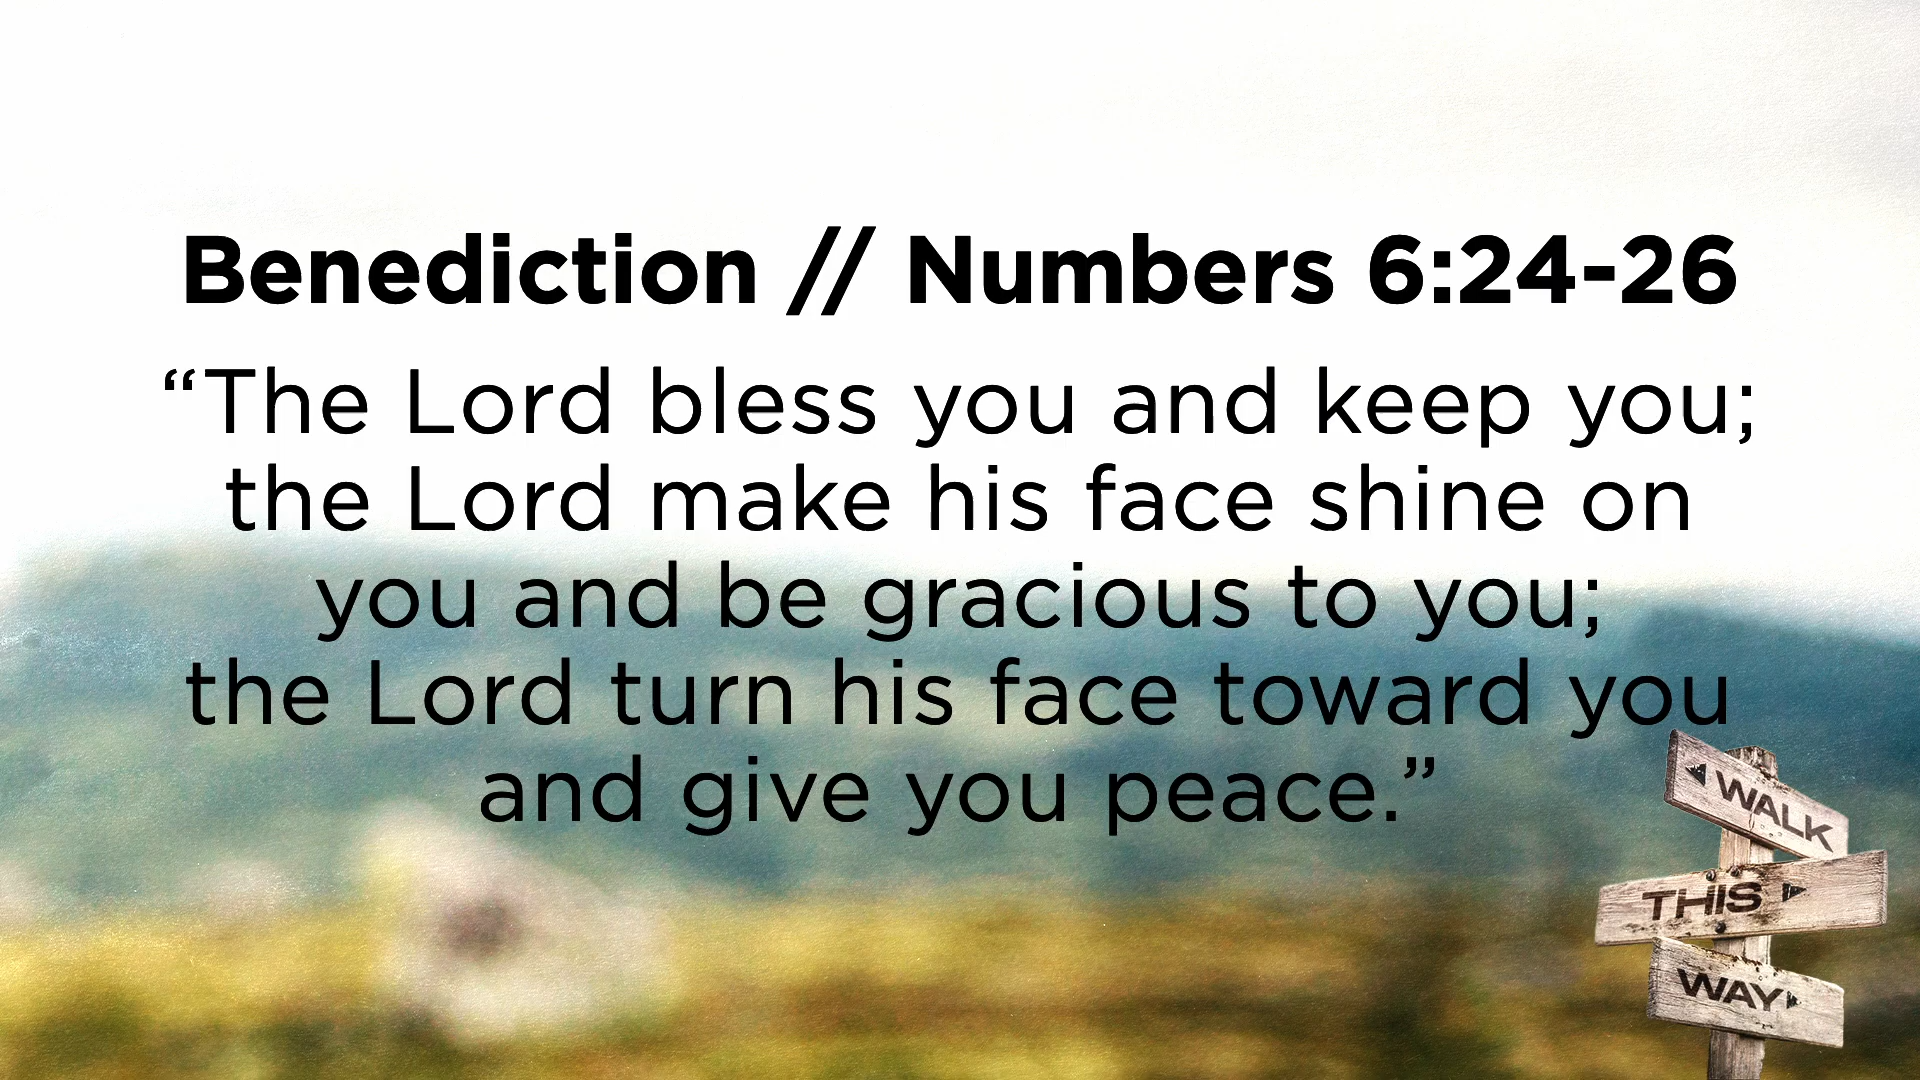 Benediction // Numbers 6:24-26
“The Lord bless you and keep you;
the Lord make his face shine on
you and be gracious to you;
the Lord turn his face toward you
and give you peace.”
WALK
THIS
WAY